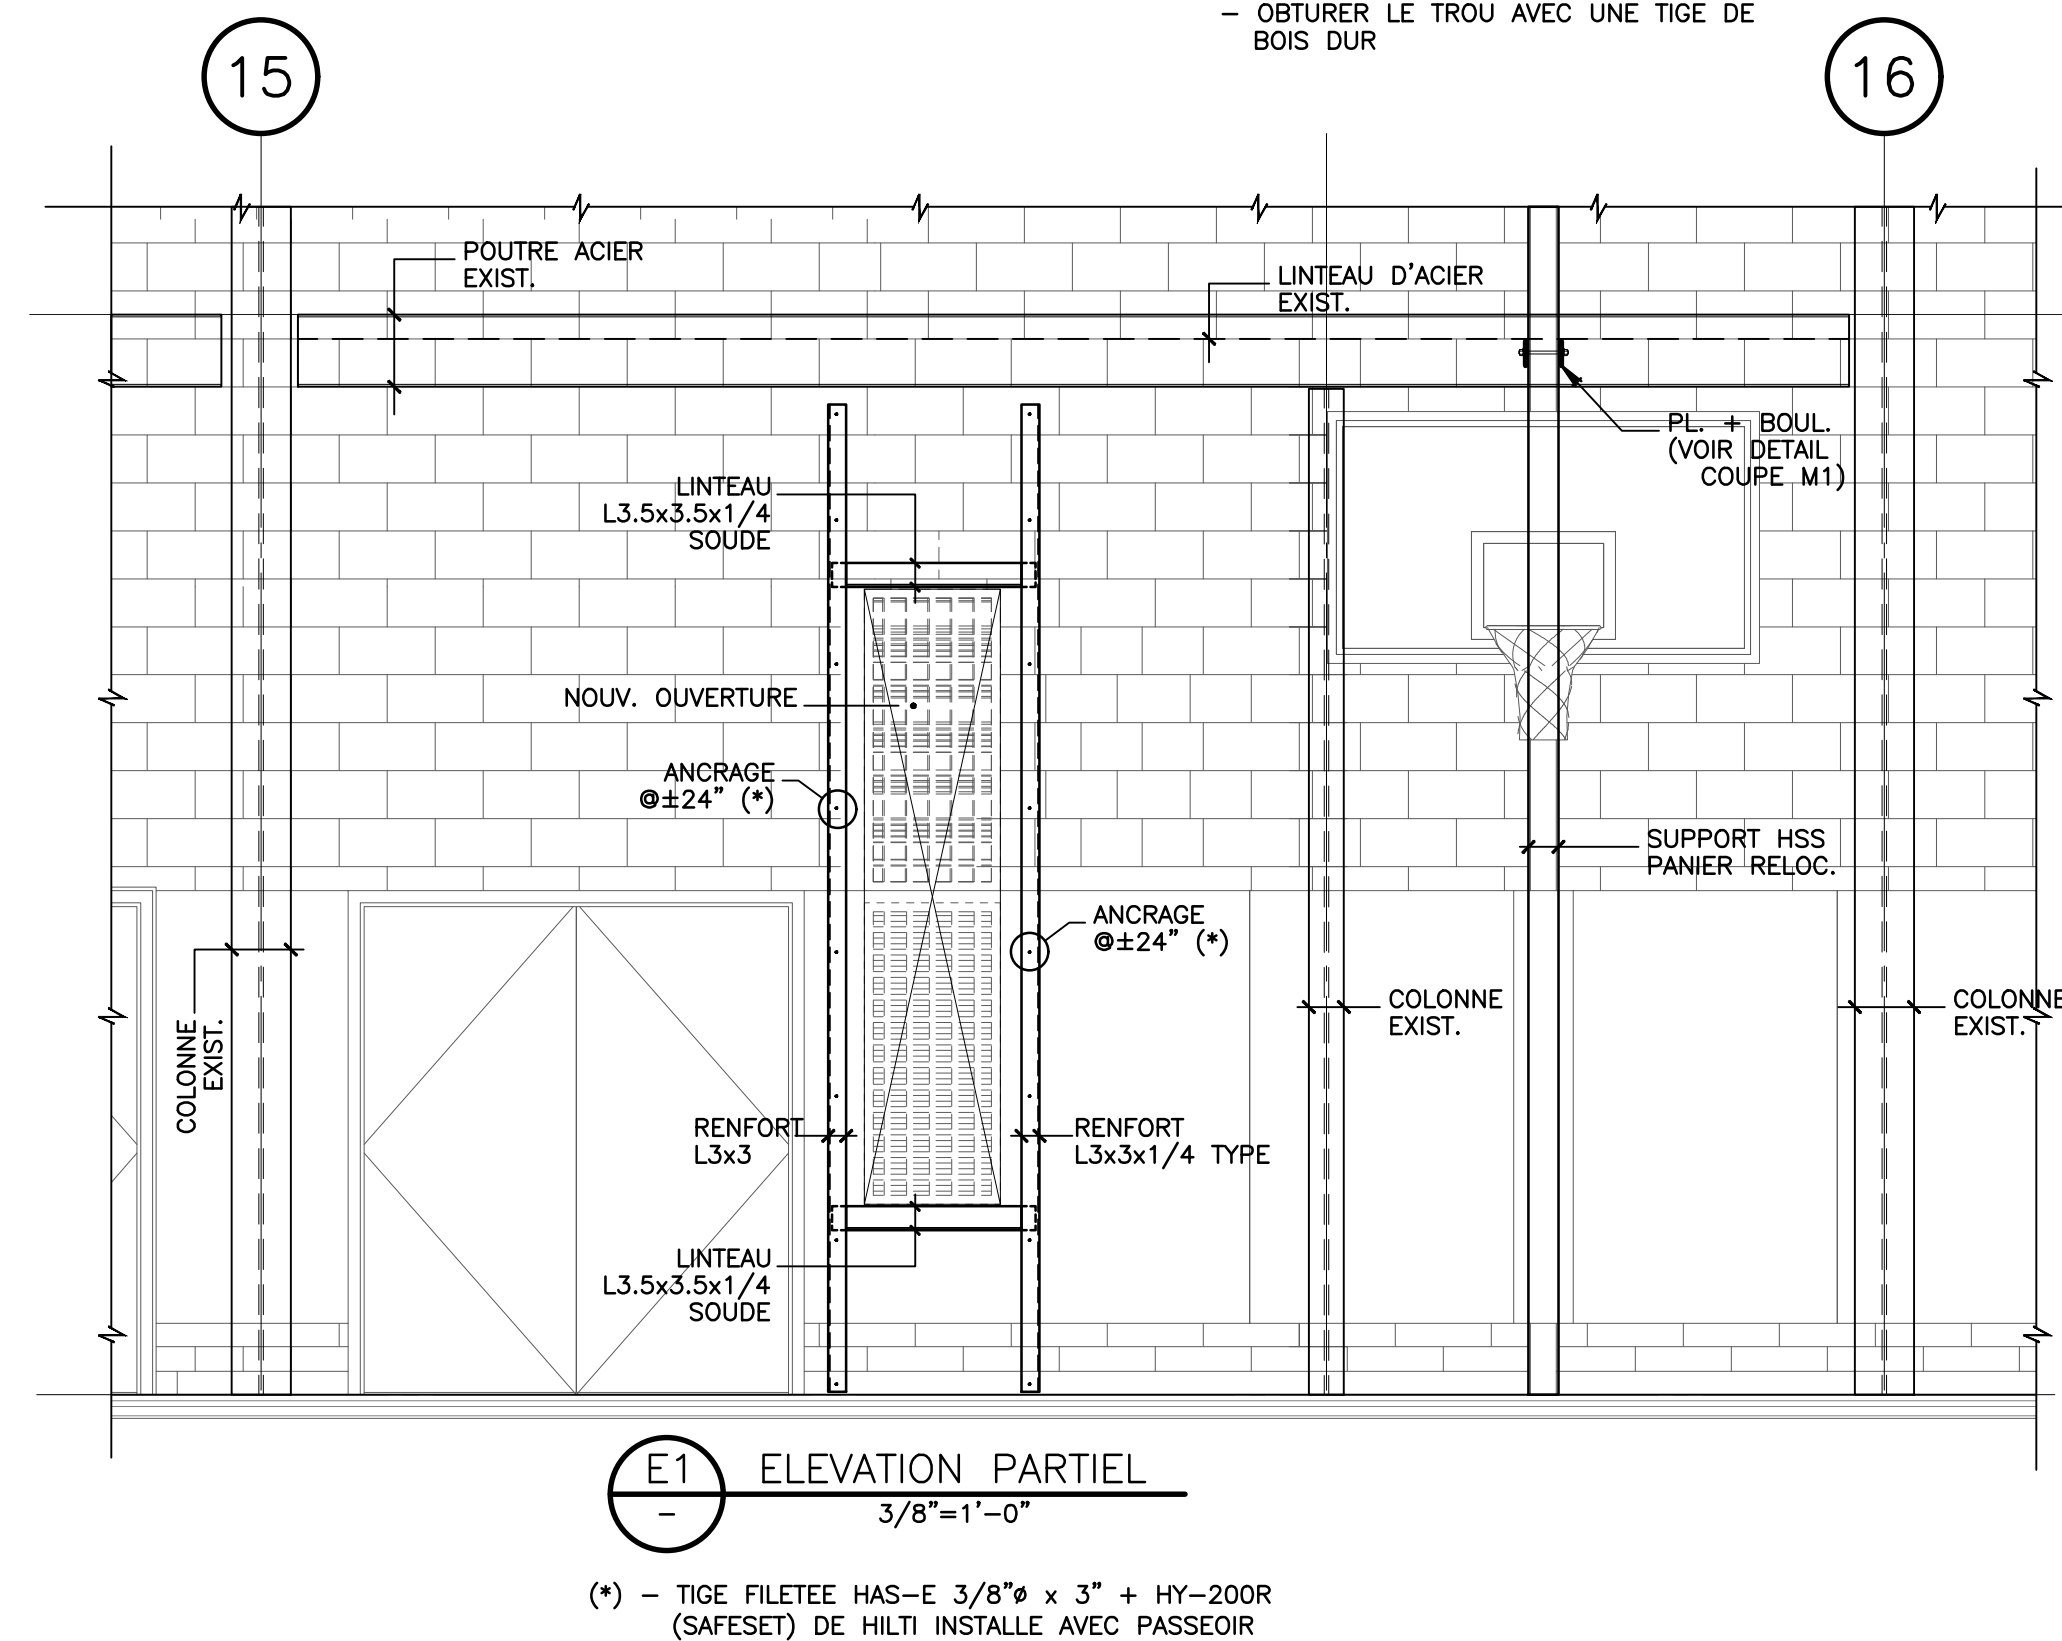 – OBTURER LE TROU AVEC UNE TIGE DE
BOIS DUR
15
16
POUTRE ACIER
EXIST.
LINTEAU D'ACIER
EXIST.
PL. + BOUL.
(VOIR DETAIL
COUPE M1)
LINTEAU
L3.5x3.5x1/4
SOUDE
NOUV. OUVERTURE
ANCRAGE
@±24" (*)
SUPPORT HSS
PANIER RELOC.
ANCRAGE
@±24" (*)
COLONNE
EXIST.
COLONNE
EXIST.
COLONNE
EXIST.
RENFORT
L3x3
RENFORT
L3x3x1/4 TYPE
LINTEAU
L3.5x3.5x1/4
SOUDE
E1
–
ELEVATION PARTIEL
3/8"=1'–0"
(*) – TIGE FILETEE HAS–E 3/8"ø x 3" + HY–200R
(SAFESET) DE HILTI INSTALLE AVEC PASSEOIR